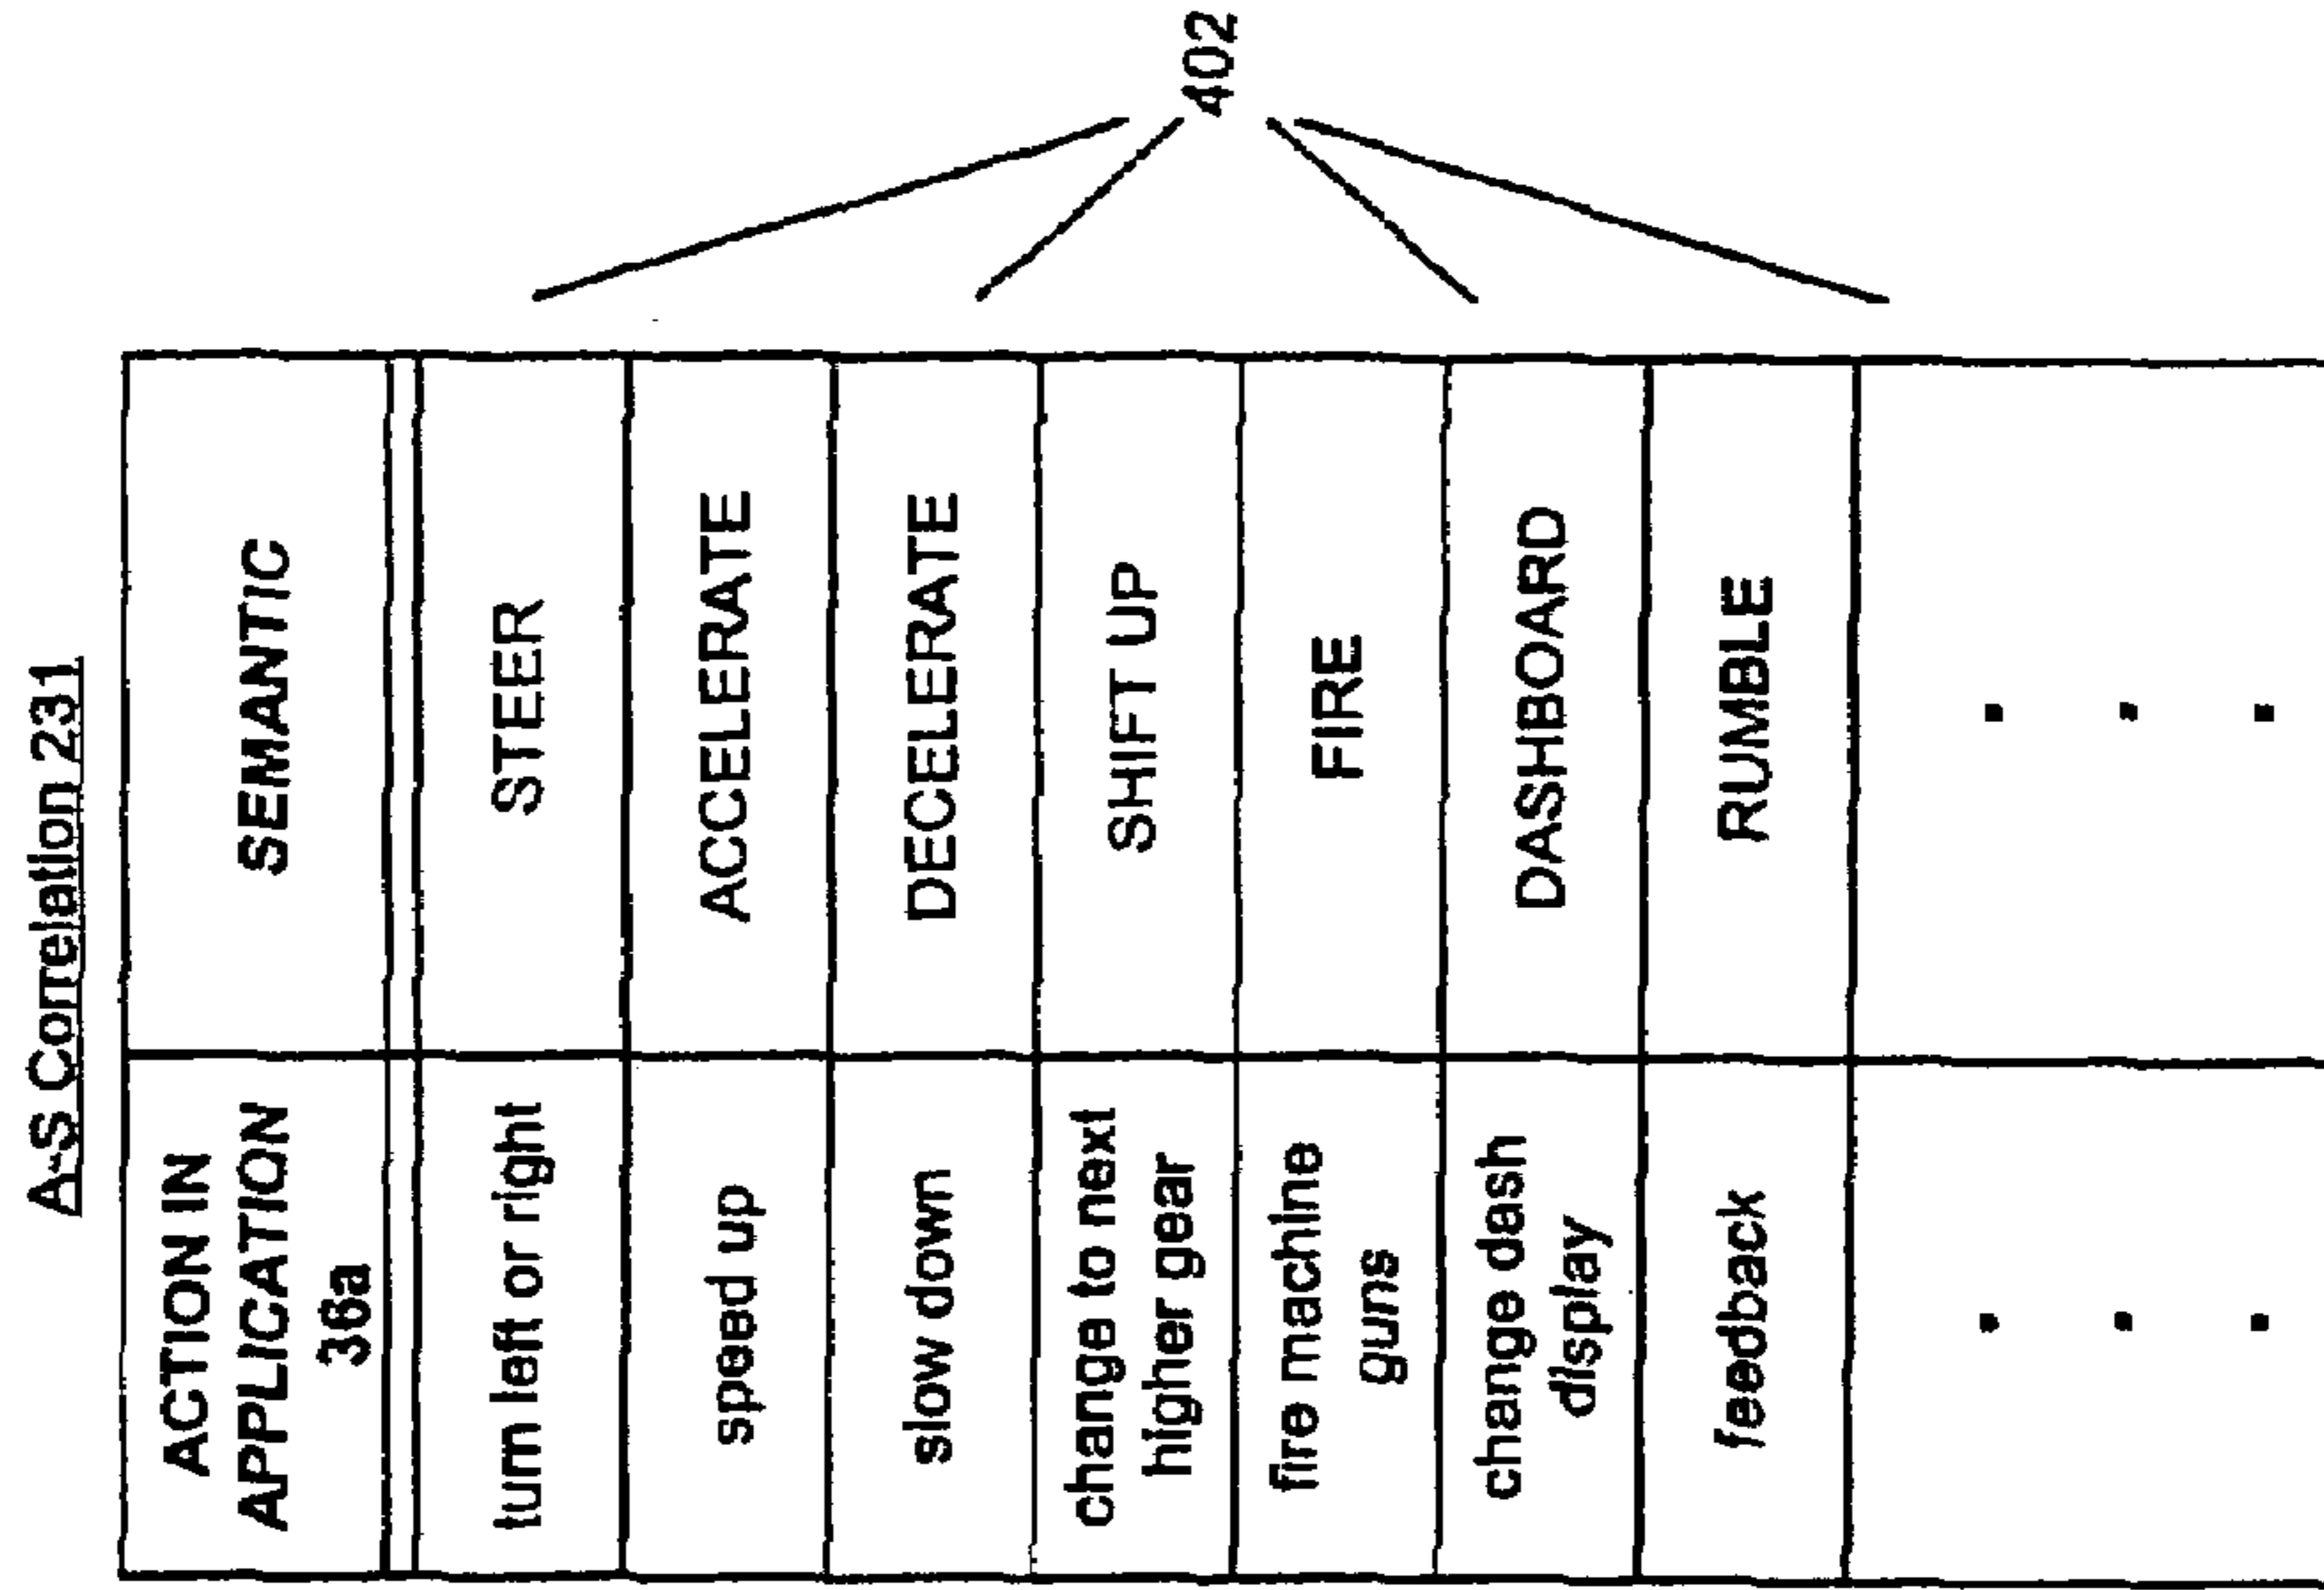 A-S Correlation 231
ACTION IN
APPLICATION
36a
SEMANTIC
turn left or right
STEER
speed up
ACCELERATE
slow down
DECELERATE
change to next
higher gear
SHIFT UP
fire machine
guns
FIRE
change dash
display
DASHBOARD
feedback
RUMBLE
402